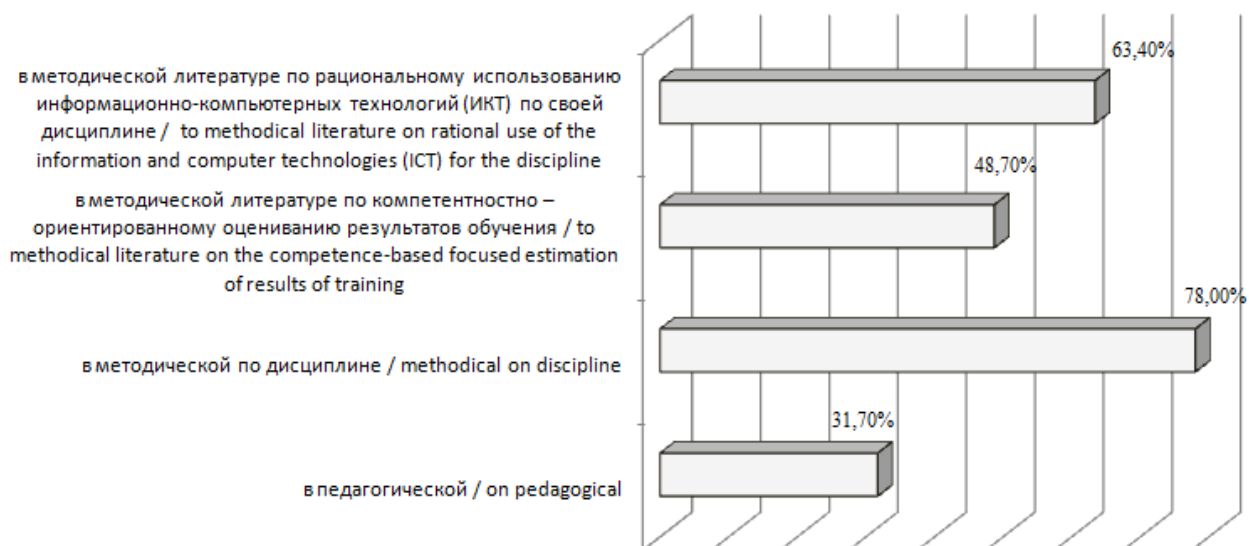 63,40%
в методической литературе по рациональному использованию
информационно-компьютерных технологий (ИКТ) по своей
дисциплине / to methodical literature on rational use of the
information and computer technologies (ICT) for the discipline
48,70%
в методической литературе по компетентностно –
ориентированному оцениванию результатов обучения / to
methodical literature on the competence-based focused estimation
of results of training
78,00%
в методической по дисциплине / methodical on discipline
31,70%
в педагогической / on pedagogical